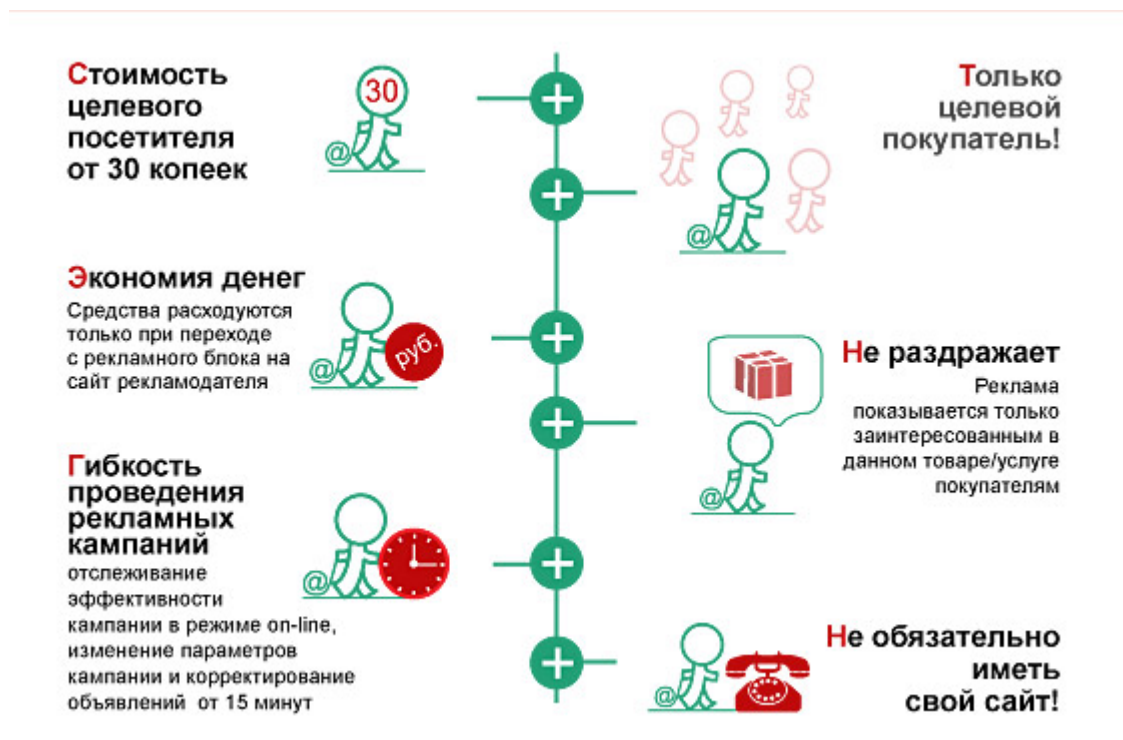 Стоимость
целевого
посетителя
от 30 копеек
30
@
Только
целевой
покупатель!
@
Экономия денег
Средства расходуются
только при переходе
с рекламного блока на
сайт рекламодателя
руб.
@
Не раздражает
Реклама
показывается только
заинтересованным в
данном товаре/услуге
покупателям
@
Гибкость
проведения
рекламных
кампаний
отслеживание
эффективности
кампании в режиме on-line,
изменение параметров
кампании и корректирование
объявлений от 15 минут
@
Не обязательно
иметь
свой сайт!
@